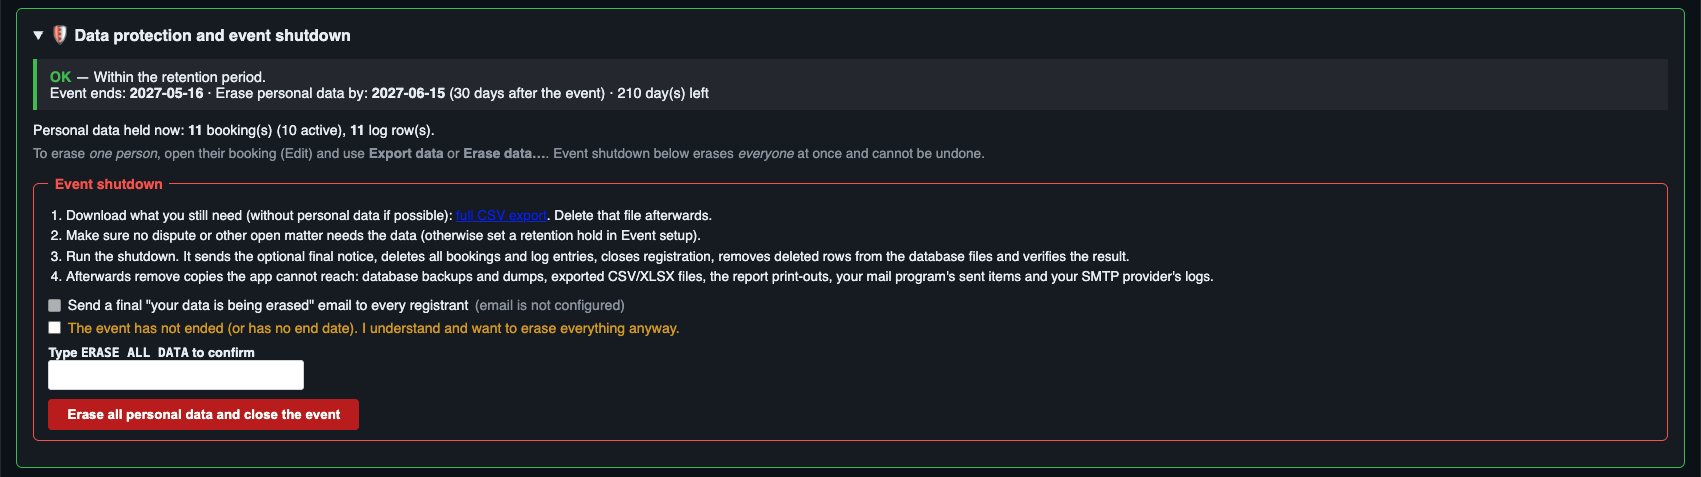 ▼ Data protection and event shutdown
OK — Within the retention period.
Event ends: 2027-05-16 · Erase personal data by: 2027-06-15 (30 days after the event) · 210 day(s) left
Personal data held now: 11 booking(s) (10 active), 11 log row(s).
To erase one person, open their booking (Edit) and use Export data or Erase data…. Event shutdown below erases everyone at once and cannot be undone.
Event shutdown
1. Download what you still need (without personal data if possible): full CSV export. Delete that file afterwards.
2. Make sure no dispute or other open matter needs the data (otherwise set a retention hold in Event setup).
3. Run the shutdown. It sends the optional final notice, deletes all bookings and log entries, closes registration, removes deleted rows from the database files and verifies the result.
4. Afterwards remove copies the app cannot reach: database backups and dumps, exported CSV/XLSX files, the report print-outs, your mail program's sent items and your SMTP provider's logs.
Send a final "your data is being erased" email to every registrant (email is not configured)
The event has not ended (or has no end date). I understand and want to erase everything anyway.
Type ERASE ALL DATA to confirm
Erase all personal data and close the event